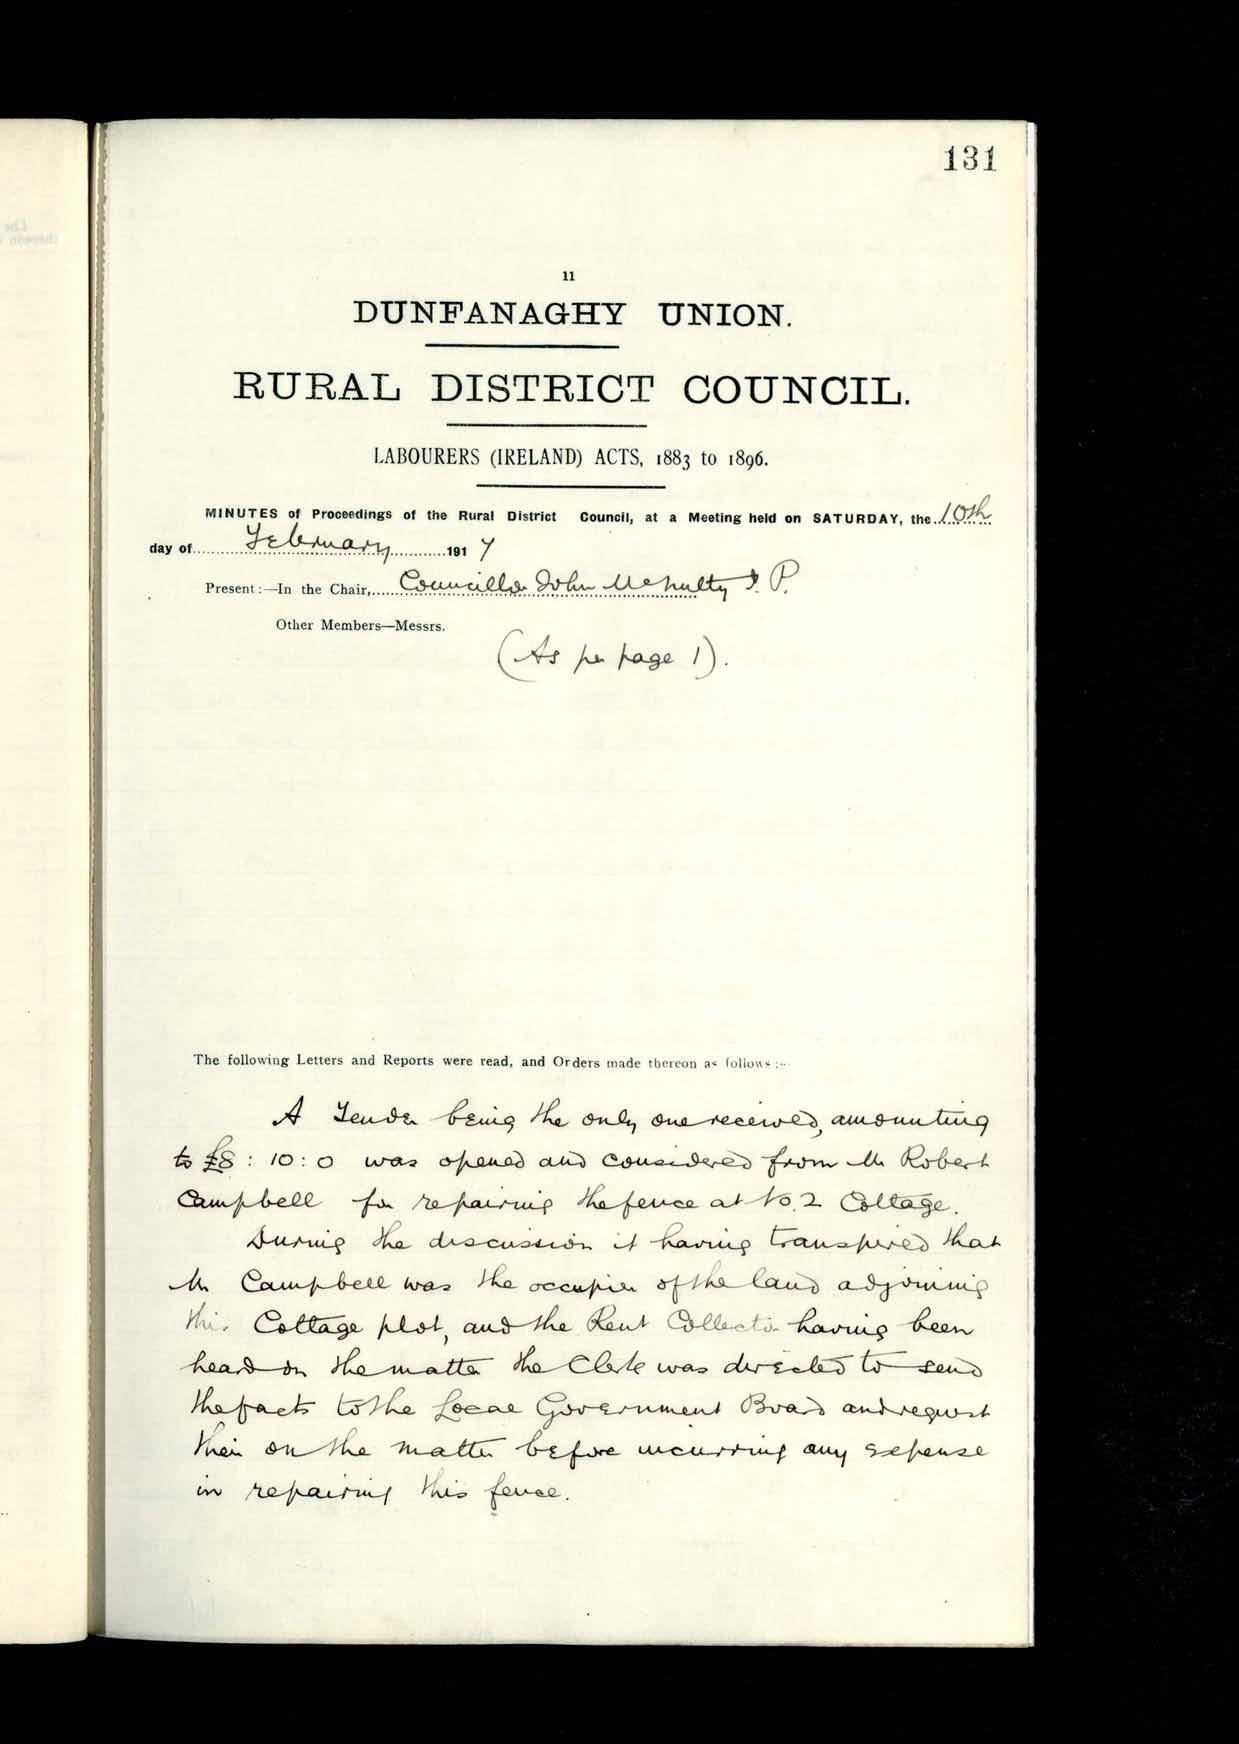 131
11
DUNFANAGHY UNION.
RURAL DISTRICT COUNCIL.
LABOURERS (IRELAND) ACTS, 1883 to 1896.
MINUTES of Proceedings of the Rural District Council, at a Meeting held on SATURDAY, the 10th
day of February 1917
Present:—In the Chair, Councillor John McNulty J. P.
Other Members—Messrs.
(As per page 1).
The following Letters and Reports were read, and Orders made thereon as follows:—
A Tender being the only one received, amounting
to £8 : 10 : 0 was opened and considered from Mr Robert
Campbell for repairing the fence at No. 2 Cottage.
During the discussion it having transpired that
Mr Campbell was the occupier of the land adjoining
this Cottage plot, and the Rent Collector having been
heard on the matter the Clerk was directed to send
the facts to the Local Government Board and request
their on the matter before incurring any expense
in repairing this fence.